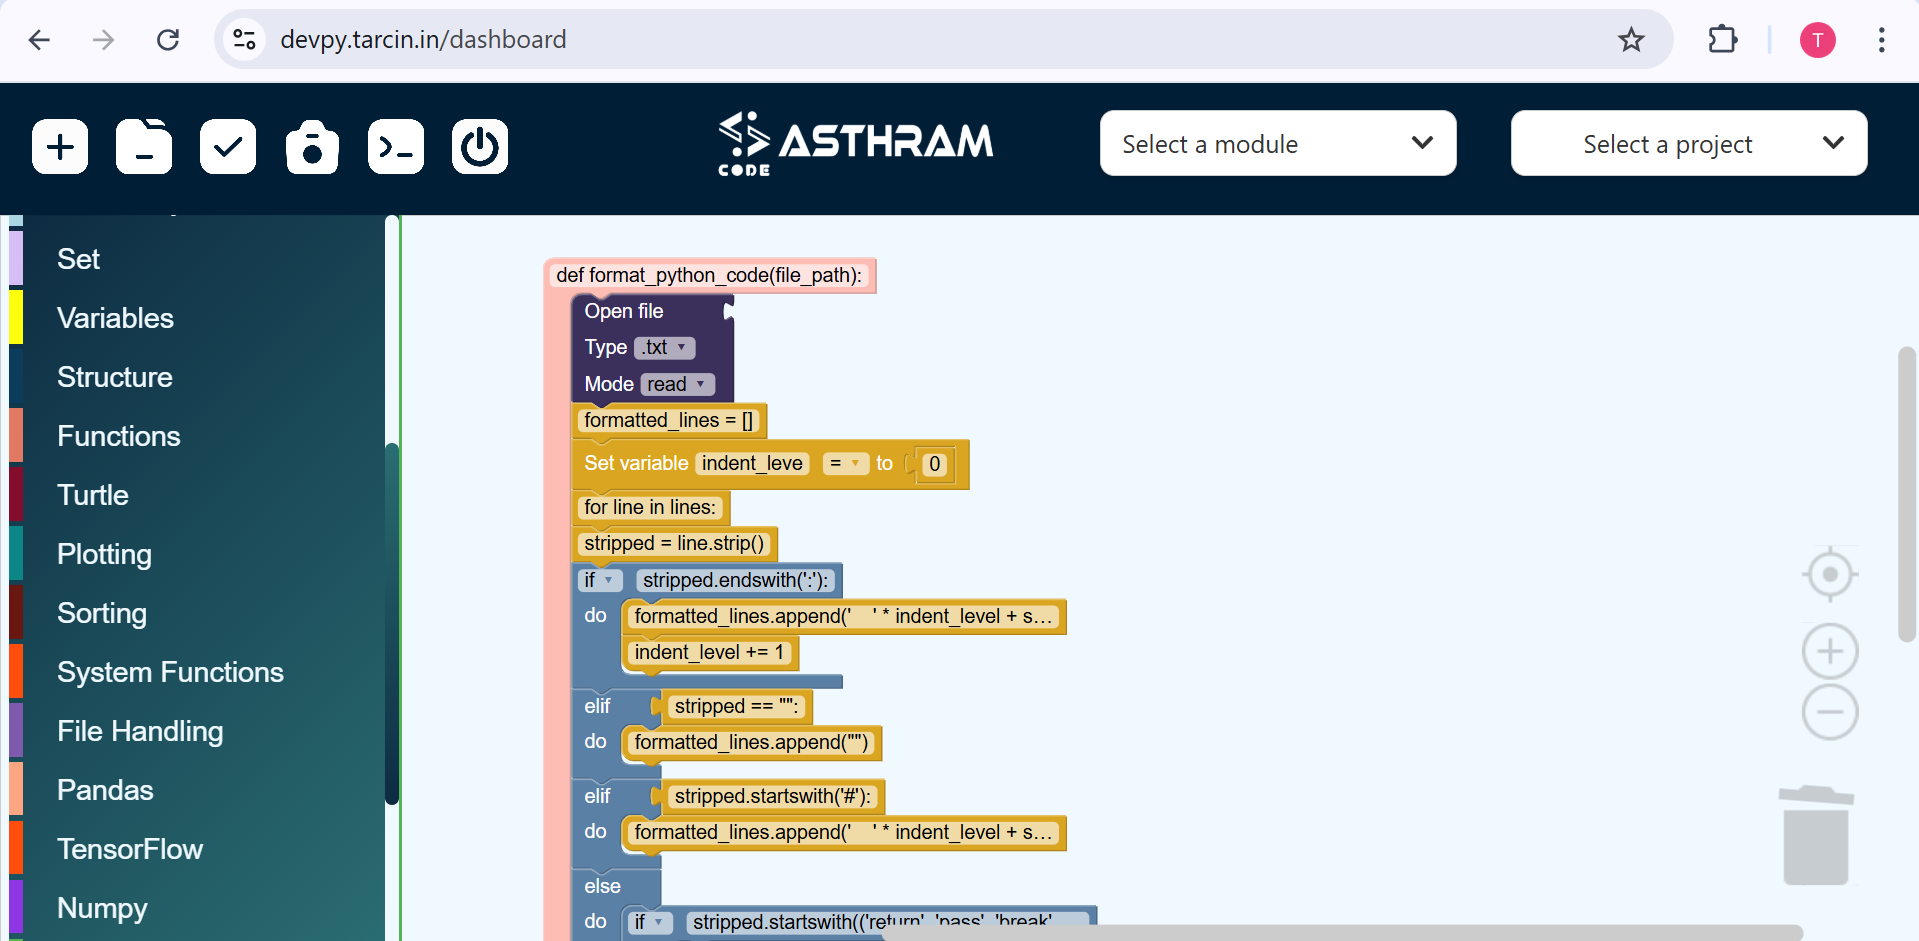 devpy.tarcin.in/dashboard
T
CODE
ASTHRAM
Select a module
Select a project
Set
Variables
Structure
Functions
Turtle
Plotting
Sorting
System Functions
File Handling
Pandas
TensorFlow
Numpy
def format_python_code(file_path):
Open file
Type .txt
Mode read
formatted_lines = []
Set variable indent_leve = to 0
for line in lines:
stripped = line.strip()
if stripped.endswith(':'):
do formatted_lines.append('    ' * indent_level + s...
indent_level += 1
elif stripped == "":
do formatted_lines.append("")
elif stripped.startswith('#'):
do formatted_lines.append('    ' * indent_level + s...
else
do if stripped.startswith(('return', 'pass', 'break'